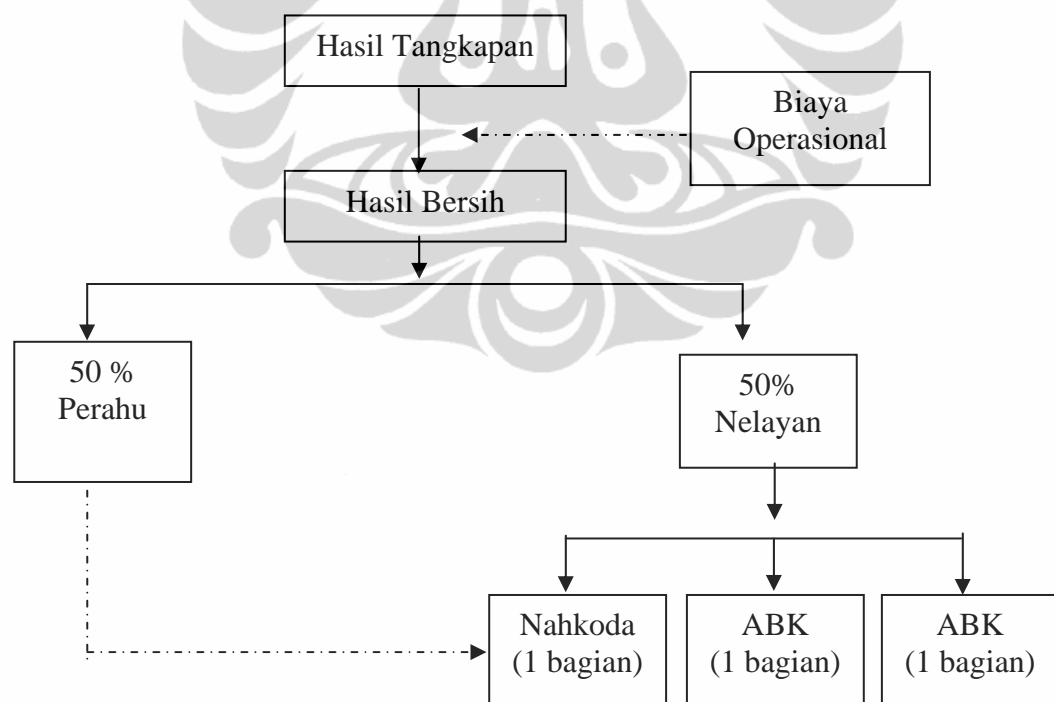 Hasil Tangkapan
Biaya
Operasional
Hasil Bersih
50 %
Perahu
50%
Nelayan
Nahkoda
(1 bagian)
ABK
(1 bagian)
ABK
(1 bagian)